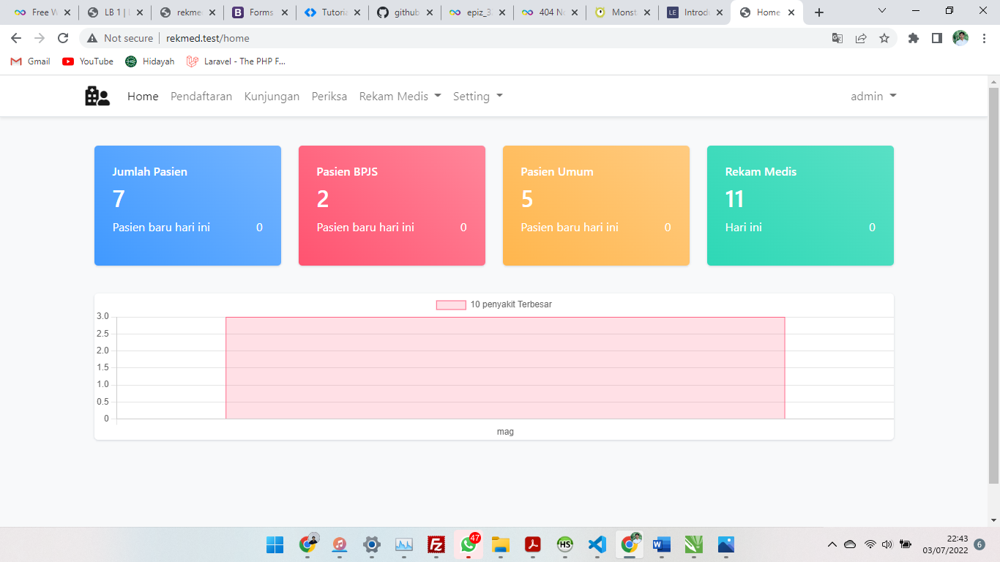 Free W
LB 1 |
rekme
Forms
Tutoria
github
epiz_3
404 No
Monst
Introd
Home
Not secure
rekmed.test/home
Gmail
YouTube
Hidayah
Laravel - The PHP F...
Home
Pendaftaran
Kunjungan
Periksa
Rekam Medis
Setting
admin
Jumlah Pasien
7
Pasien baru hari ini 0
Pasien BPJS
2
Pasien baru hari ini 0
Pasien Umum
5
Pasien baru hari ini 0
Rekam Medis
11
Hari ini 0
10 penyakit Terbesar
3.0
2.5
2.0
1.5
1.0
0.5
0
mag
47
HS
22:43
03/07/2022
6